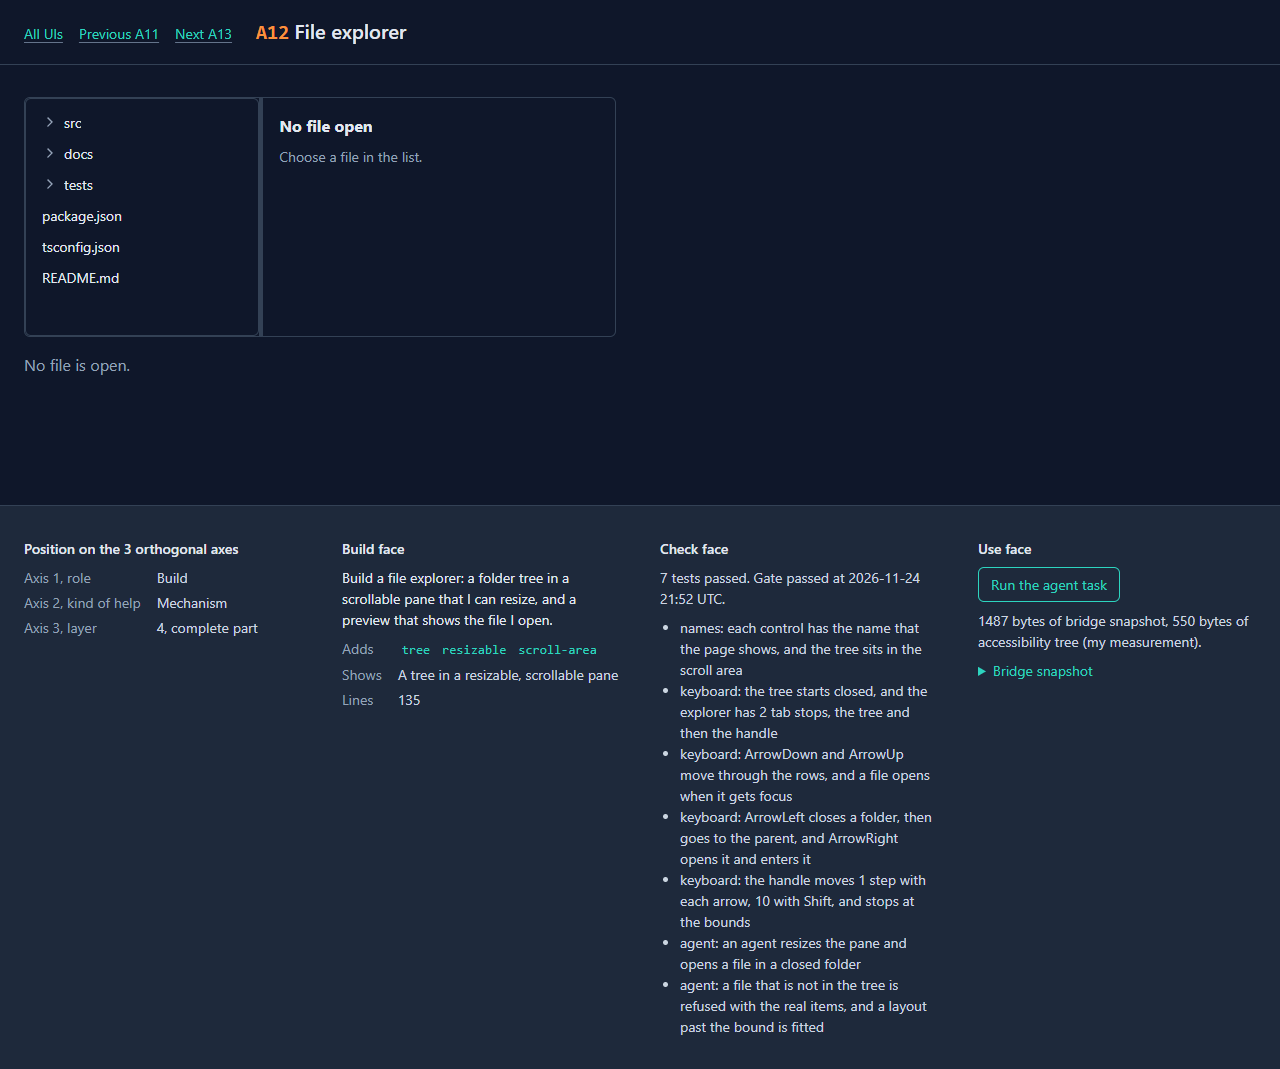 All UIs Previous A11 Next A13 A12 File explorer
src
docs
tests
package.json
tsconfig.json
README.md
No file open
Choose a file in the list.
No file is open.
Position on the 3 orthogonal axes
Axis 1, role Build
Axis 2, kind of help Mechanism
Axis 3, layer 4, complete part
Build face
Build a file explorer: a folder tree in a
scrollable pane that I can resize, and a
preview that shows the file I open.
Adds tree resizable scroll-area
Shows A tree in a resizable, scrollable pane
Lines 135
Check face
7 tests passed. Gate passed at 2026-11-24
21:52 UTC.
names: each control has the name that
the page shows, and the tree sits in the
scroll area
keyboard: the tree starts closed, and the
explorer has 2 tab stops, the tree and
then the handle
keyboard: ArrowDown and ArrowUp
move through the rows, and a file opens
when it gets focus
keyboard: ArrowLeft closes a folder, then
goes to the parent, and ArrowRight
opens it and enters it
keyboard: the handle moves 1 step with
each arrow, 10 with Shift, and stops at
the bounds
agent: an agent resizes the pane and
opens a file in a closed folder
agent: a file that is not in the tree is
refused with the real items, and a layout
past the bound is fitted
Use face
Run the agent task
1487 bytes of bridge snapshot, 550 bytes of
accessibility tree (my measurement).
Bridge snapshot